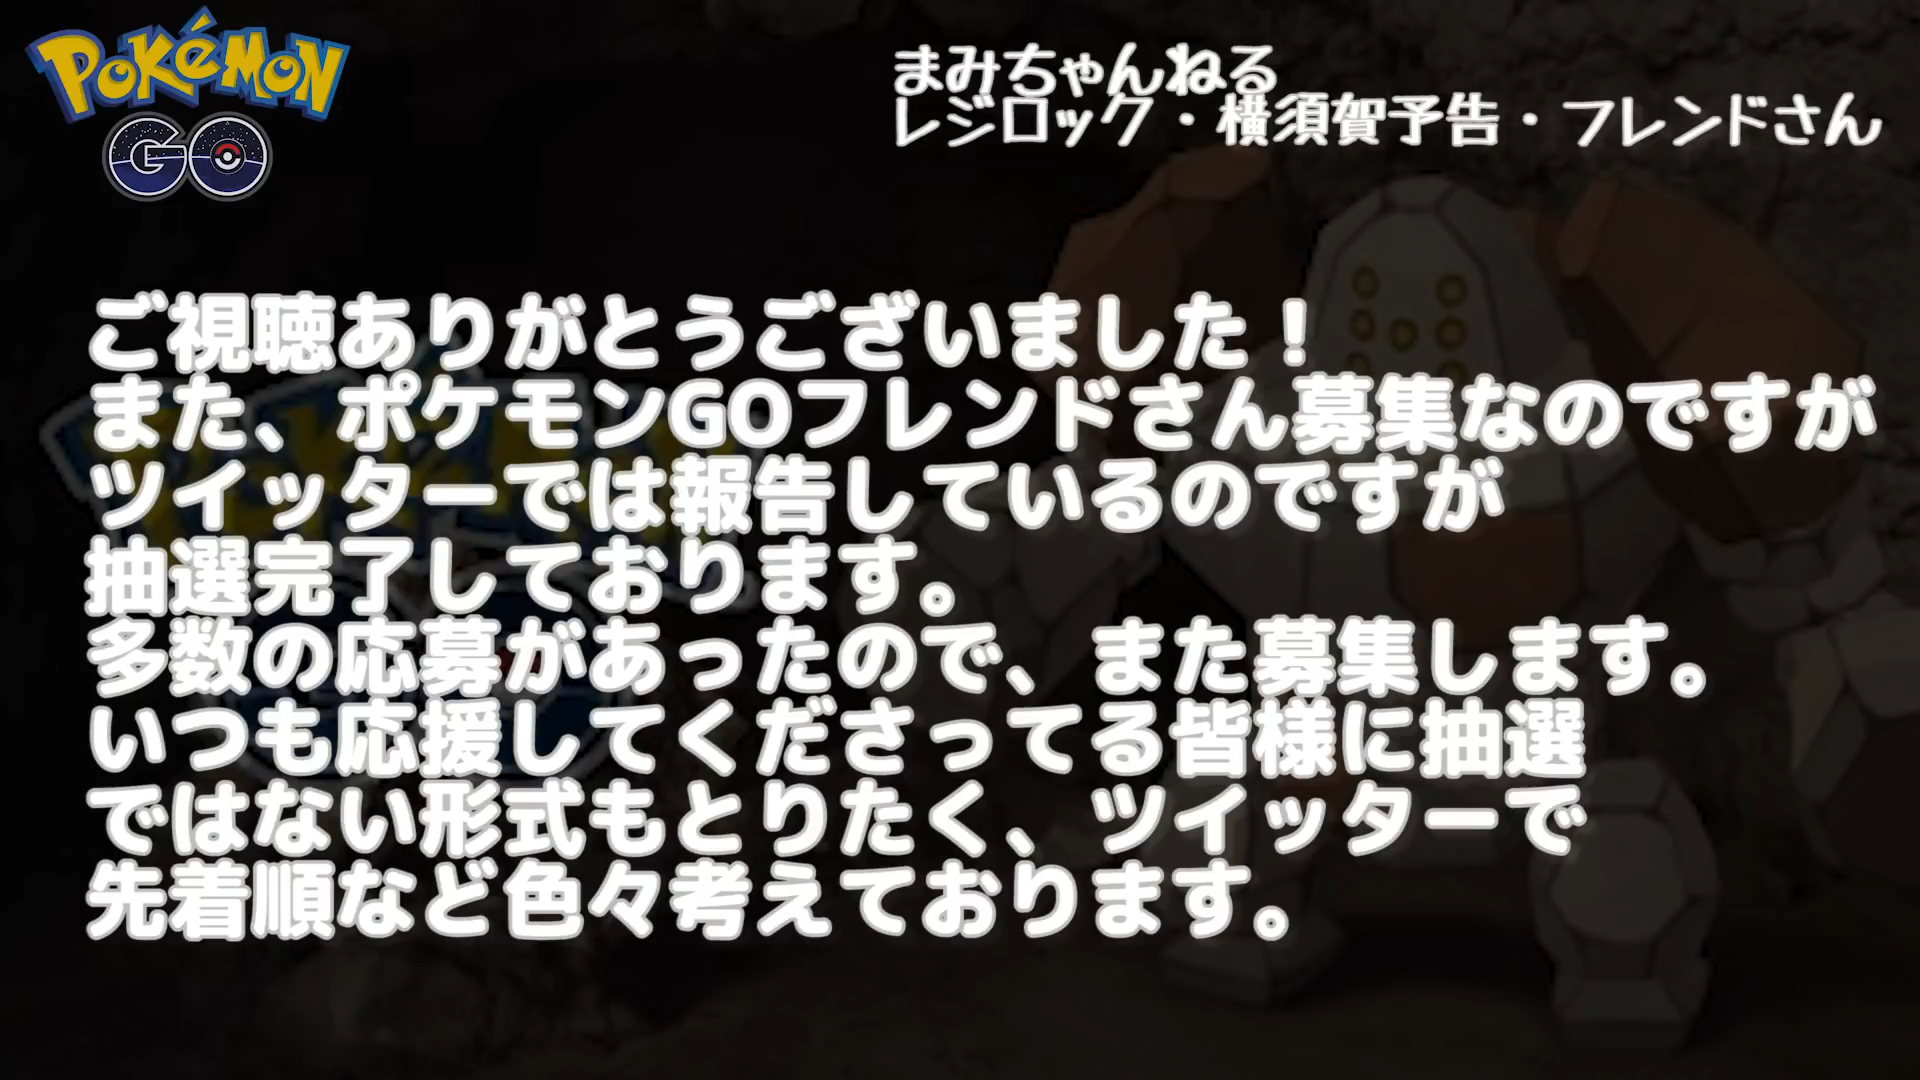 POKéMON
GO
まみちゃんねる
レジロック・横須賀予告・フレンドさん
ご視聴ありがとうございました！
また、ポケモンGOフレンドさん募集なのですが
ツイッターでは報告しているのですが
抽選完了しております。
多数の応募があったので、また募集します。
いつも応援してくださってる皆様に抽選
ではない形式もとりたく、ツイッターで
先着順など色々考えております。